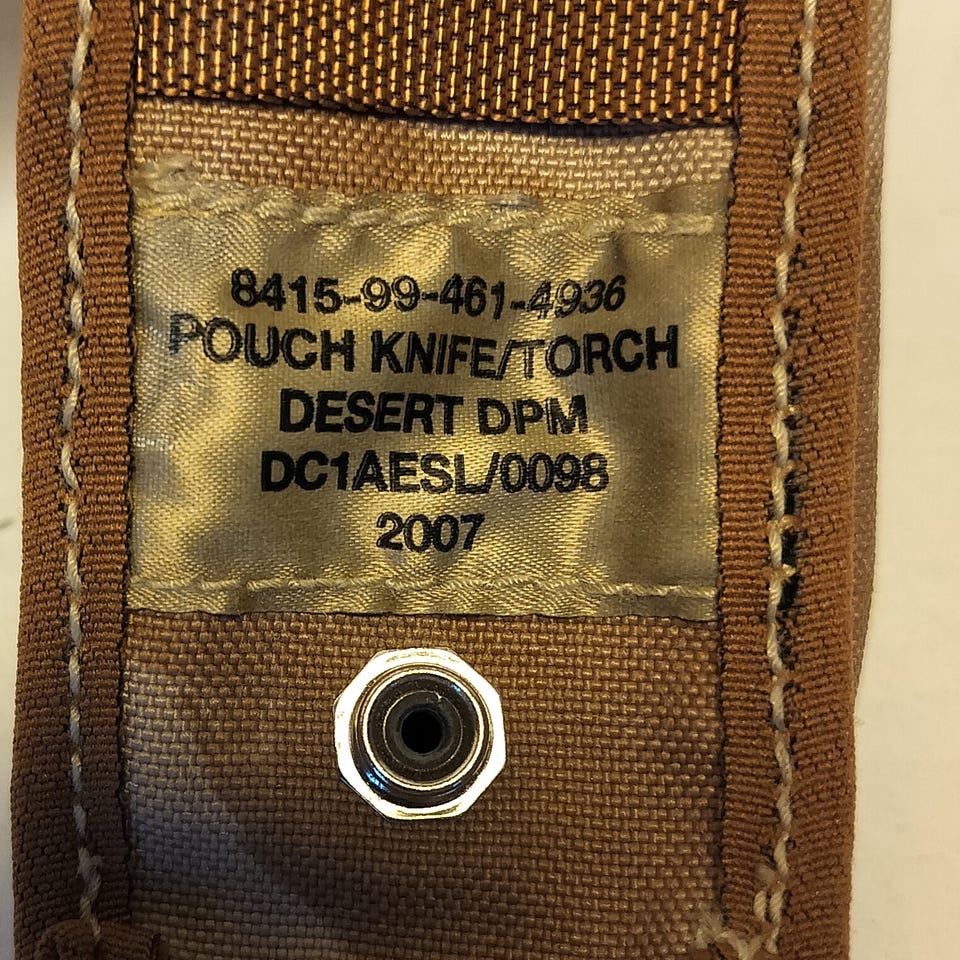 8415-99-461-4936
POUCH KNIFE/TORCH
DESERT DPM
DC1AESL/0098
2007